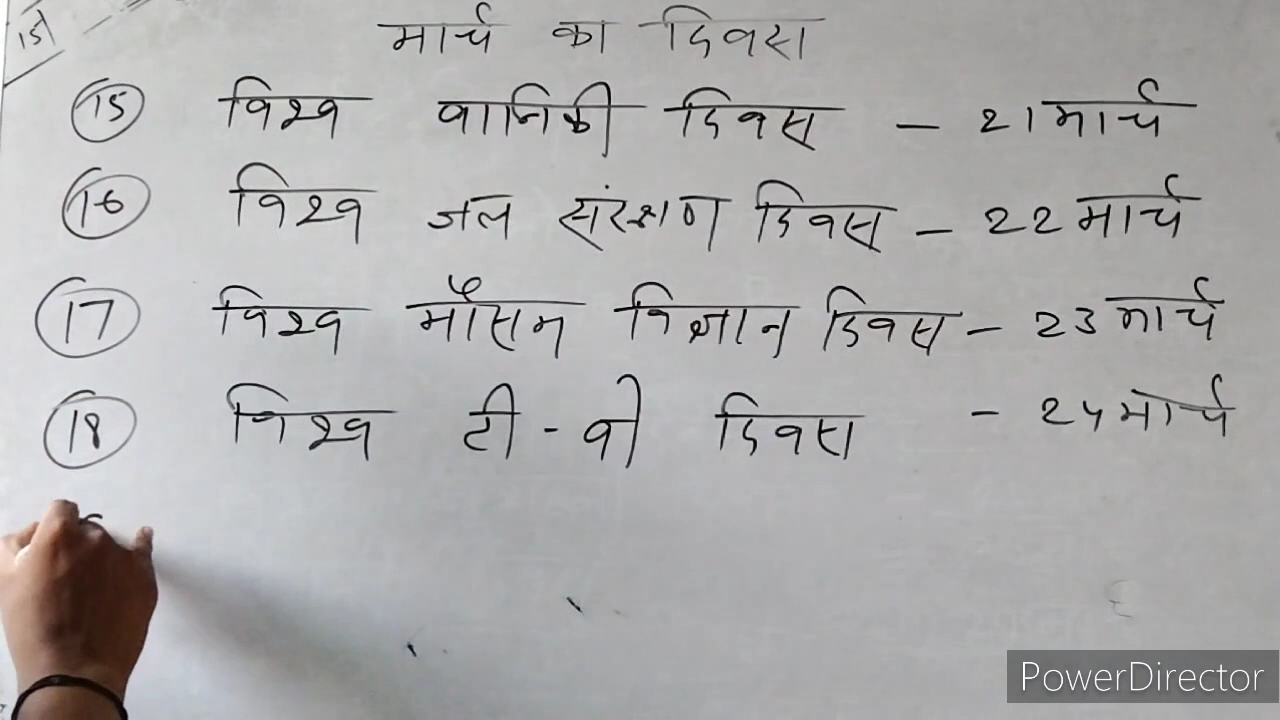 मार्च का दिवस
15 विश्व वानिकी दिवस - 21 मार्च
16 विश्व जल संरक्षण दिवस - 22 मार्च
17 विश्व मौसम विज्ञान दिवस - 23 मार्च
18 विश्व टी-वी दिवस - 24 मार्च
PowerDirector